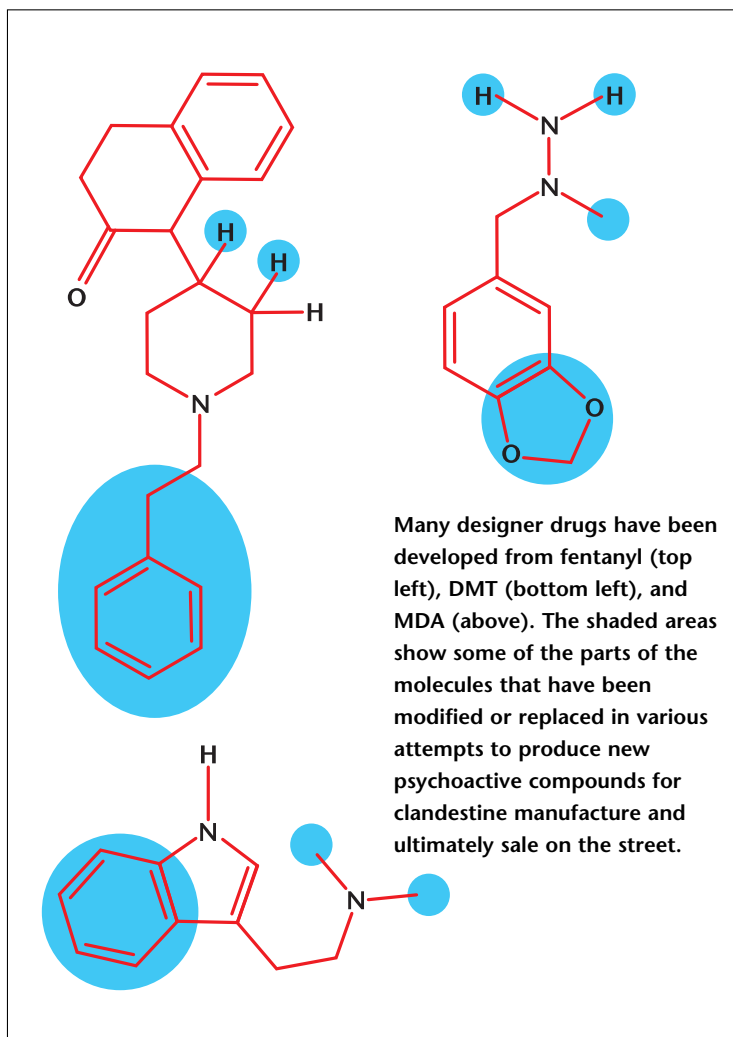 H H
N
N
H
H
H
O
N
O
O
Many designer drugs have been
developed from fentanyl (top
left), DMT (bottom left), and
MDA (above). The shaded areas
show some of the parts of the
molecules that have been
modified or replaced in various
attempts to produce new
psychoactive compounds for
clandestine manufacture and
ultimately sale on the street.
H
N
N